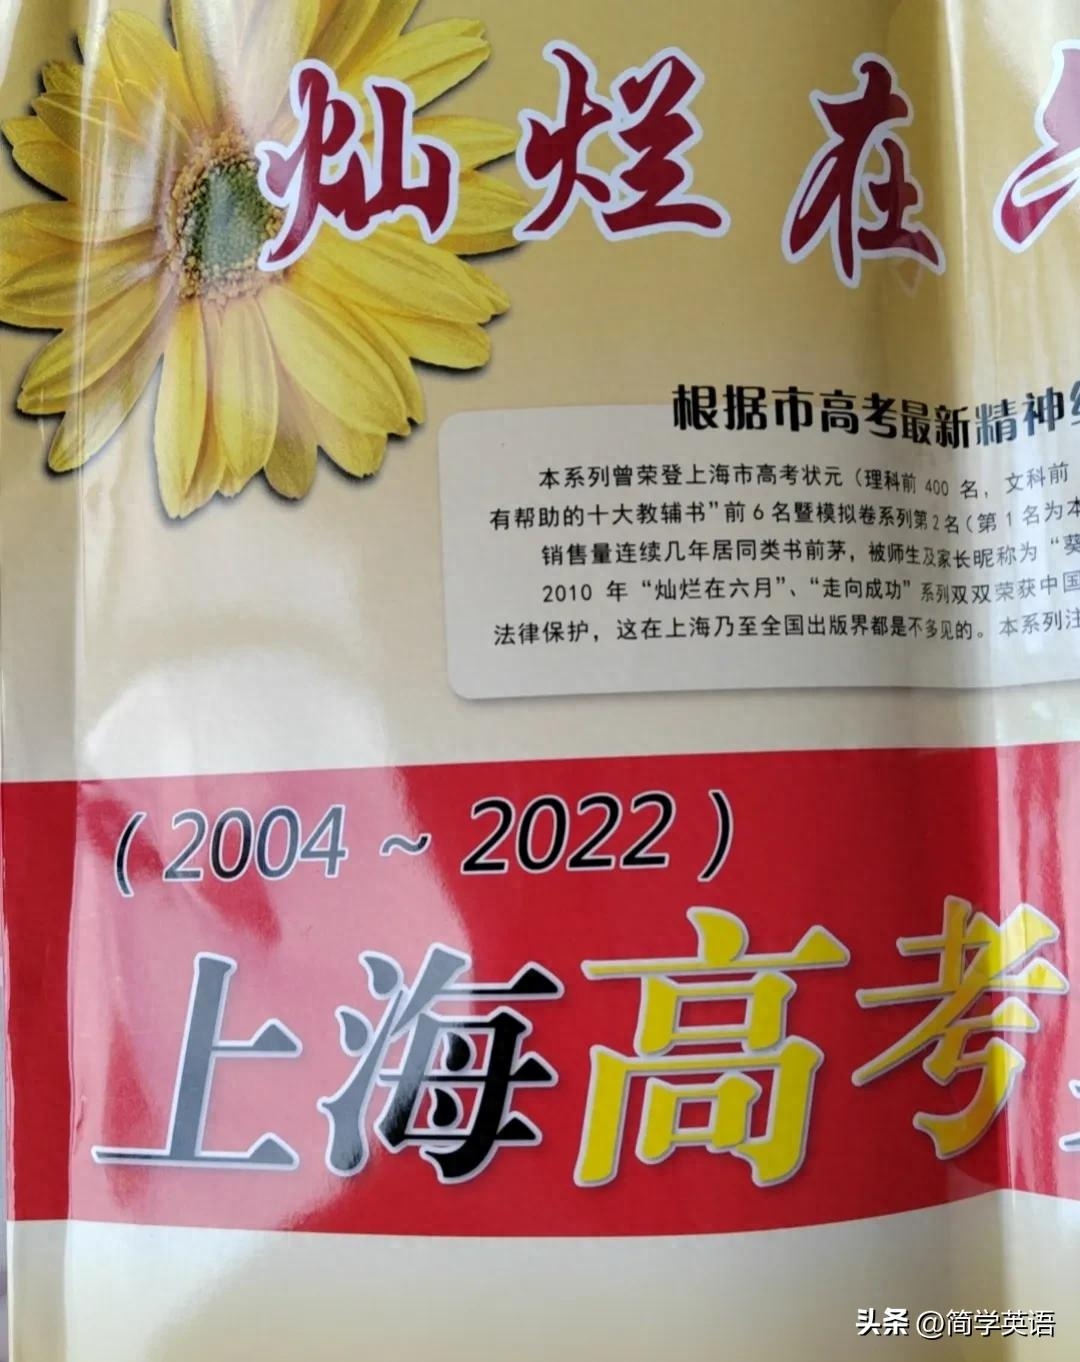 灿烂在
根据市高考最新精神
本系列曾荣登上海市高考状元（理科前 400 名，文科前
有帮助的十大教辅书”前 6 名暨模拟卷系列第 2 名（第 1 名为本
销售量连续几年居同类书前茅，被师生及家长昵称为“葵
2010 年“灿烂在六月”、“走向成功”系列双双荣获中国
法律保护，这在上海乃至全国出版界都是不多见的。本系列注
（2004 ~ 2022）
上海高考
头条 @简学英语